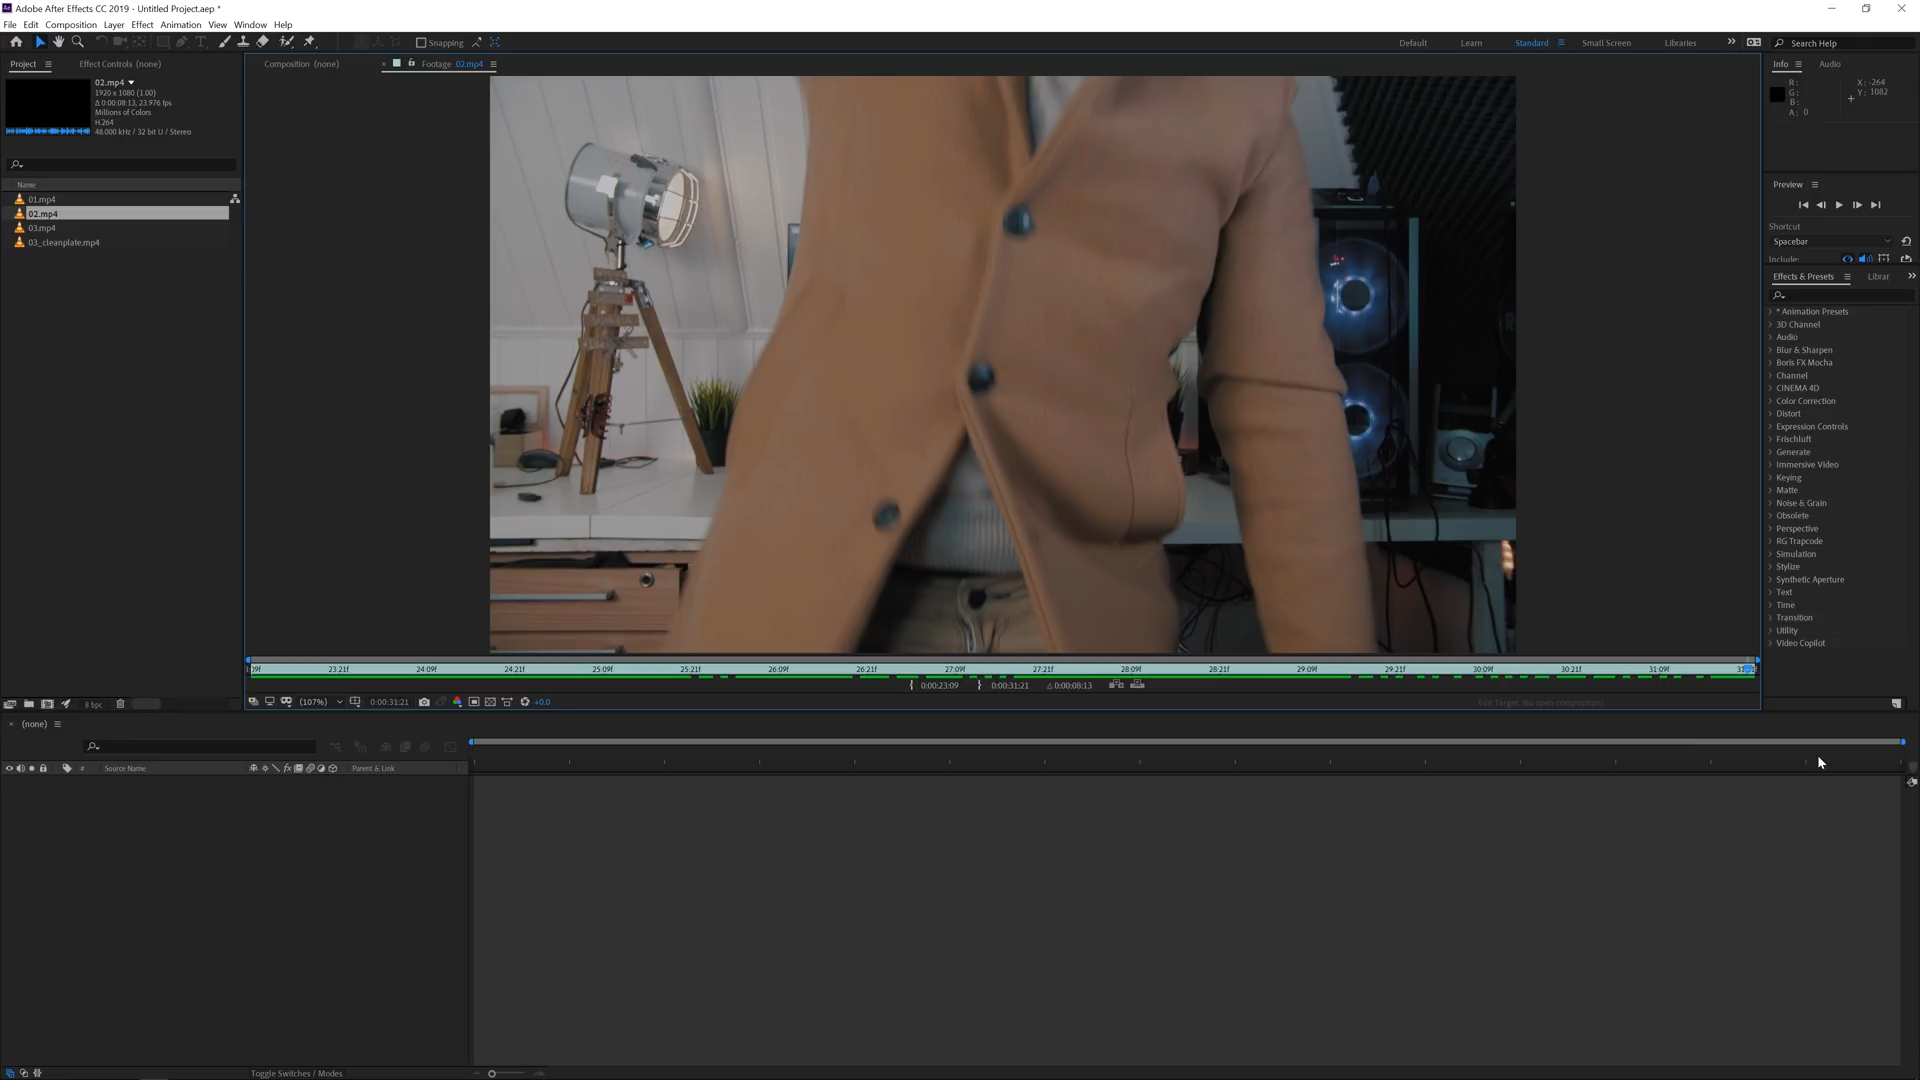 Adobe After Effects CC 2019 - Untitled Project.aep *
File Edit Composition Layer Effect Animation View Window Help
Snapping
Default Learn Standard Small Screen Libraries Search Help
Project Effect Controls (none)
Composition (none)
Footage 02.mp4
Info Audio
02.mp4
1920 x 1080 (1.00)
Δ 0:00:08:13, 23.976 fps
Millions of Colors
H.264
48.000 kHz / 32 bit U / Stereo
R:
G:
B:
A: 0
X: -264
Y: 1082
Name
01.mp4
02.mp4
03.mp4
03_cleanplate.mp4
Preview
Shortcut
Spacebar
Include:
Effects & Presets Librar
* Animation Presets
3D Channel
Audio
Blur & Sharpen
Boris FX Mocha
Channel
CINEMA 4D
Color Correction
Distort
Expression Controls
Frischluft
Generate
Immersive Video
Keying
Matte
Noise & Grain
Obsolete
Perspective
RG Trapcode
Simulation
Stylize
Synthetic Aperture
Text
Time
Transition
Utility
Video Copilot
:09f 23:21f 24:09f 24:21f 25:09f 25:21f 26:09f 26:21f 27:09f 27:21f 28:09f 28:21f 29:09f 29:21f 30:09f 30:21f 31:09f
0:00:23:09 0:00:31:21 Δ 0:00:08:13
8 bpc
(107%) 0:00:31:21 +0.0 Edit Target: No open compositions
(none)
# Source Name Parent & Link
Toggle Switches / Modes